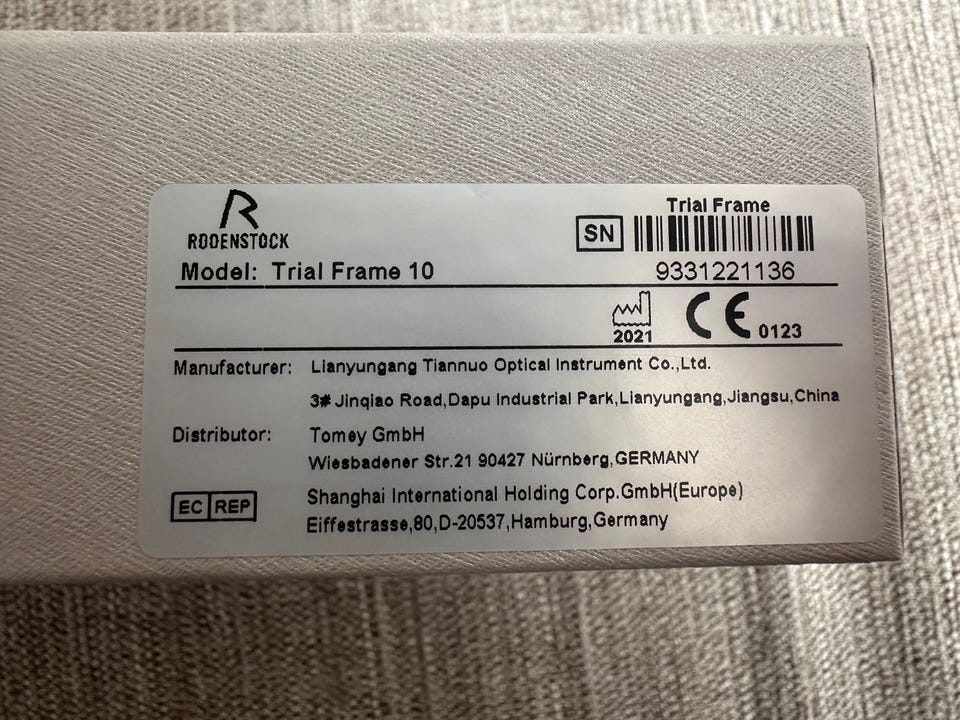 RODENSTOCK
Model: Trial Frame 10
Trial Frame
SN
9331221136
2021
CE 0123
Manufacturer: Lianyungang Tiannuo Optical Instrument Co.,Ltd.
3# Jinqiao Road,Dapu Industrial Park,Lianyungang,Jiangsu,China
Distributor: Tomey GmbH
Wiesbadener Str.21 90427 Nürnberg,GERMANY
EC REP Shanghai International Holding Corp.GmbH(Europe)
Eiffestrasse,80,D-20537,Hamburg,Germany